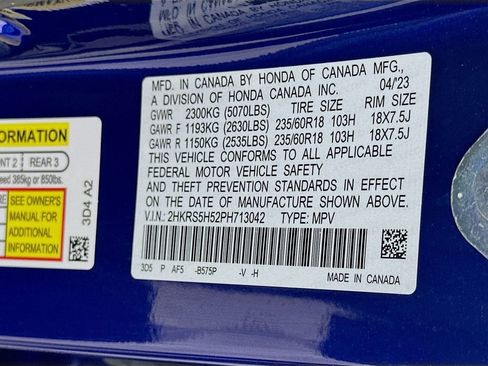 MFD. IN CANADA BY HONDA OF CANADA MFG., 04/'23
A DIVISION OF HONDA CANADA INC.
GVWR 2300KG (5070LBS) TIRE SIZE RIM SIZE
GAWR F 1193KG (2630LBS) 235/60R18 103H 18X7.5J
GAWR R 1150KG (2535LBS) 235/60R18 103H 18X7.5J
THIS VEHICLE CONFORMS TO ALL APPLICABLE
FEDERAL MOTOR VEHICLE SAFETY
AND THEFT PREVENTION STANDARDS IN EFFECT
ON THE DATE OF MANUFACTURE SHOWN ABOVE.
V.I.N.: 2HKRS5H52PH713042 TYPE: MPV
3D5 P AF5 -B575P -V -H
MADE IN CANADA
FORMATION
NT 2 REAR 3
eed 385kg or 850lbs.
RE
SEE OWNER'S
MANUAL FOR
ADDITIONAL
INFORMATION
3D4 A2